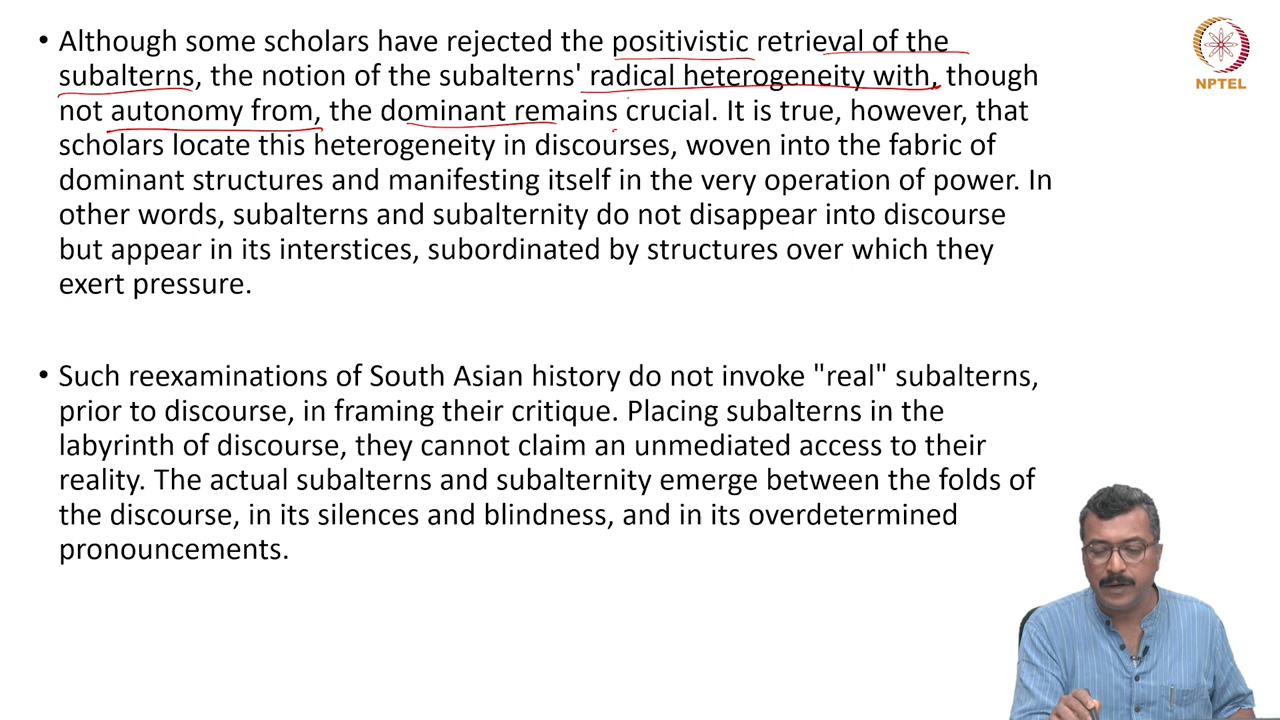 • Although some scholars have rejected the positivistic retrieval of the
subalterns, the notion of the subalterns' radical heterogeneity with, though
not autonomy from, the dominant remains crucial. It is true, however, that
scholars locate this heterogeneity in discourses, woven into the fabric of
dominant structures and manifesting itself in the very operation of power. In
other words, subalterns and subalternity do not disappear into discourse
but appear in its interstices, subordinated by structures over which they
exert pressure.
• Such reexaminations of South Asian history do not invoke "real" subalterns,
prior to discourse, in framing their critique. Placing subalterns in the
labyrinth of discourse, they cannot claim an unmediated access to their
reality. The actual subalterns and subalternity emerge between the folds of
the discourse, in its silences and blindness, and in its overdetermined
pronouncements.
NPTEL